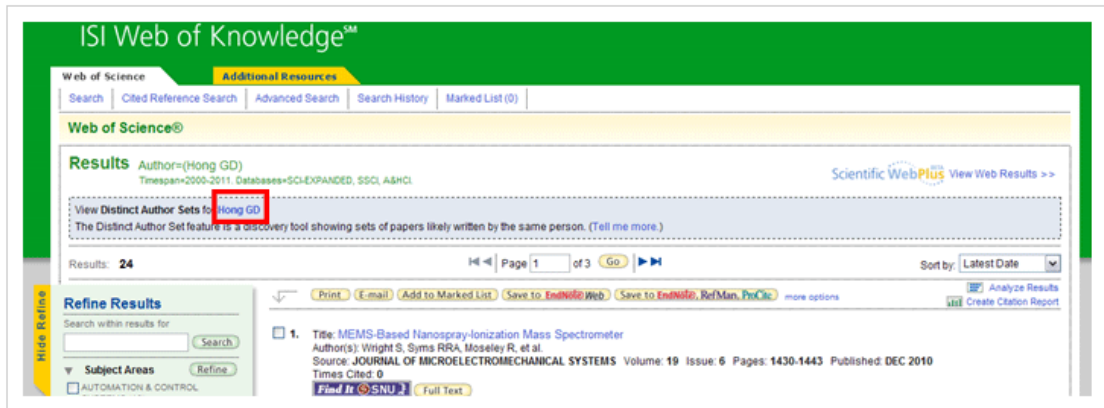 ISI Web of Knowledge℠
Web of Science Additional Resources
Search Cited Reference Search Advanced Search Search History Marked List (0)
Web of Science®
Results Author=(Hong GD)
Timespan=2000-2011. Databases=SCI-EXPANDED, SSCI, A&HCI.
Scientific WebPlus BETA View Web Results >>
View Distinct Author Sets for Hong GD
The Distinct Author Set feature is a discovery tool showing sets of papers likely written by the same person. (Tell me more.)
Results: 24 Page 1 of 3 Go Sort by: Latest Date
Hide Refine
Refine Results
Search within results for
Search
Subject Areas Refine
AUTOMATION & CONTROL
Print E-mail Add to Marked List Save to EndNote Web Save to EndNote, RefMan, ProCite more options
Analyze Results
Create Citation Report
1. Title: MEMS-Based Nanospray-Ionization Mass Spectrometer
Author(s): Wright S, Syms RRA, Moseley R, et al.
Source: JOURNAL OF MICROELECTROMECHANICAL SYSTEMS Volume: 19 Issue: 6 Pages: 1430-1443 Published: DEC 2010
Times Cited: 0
Find It @SNU Full Text